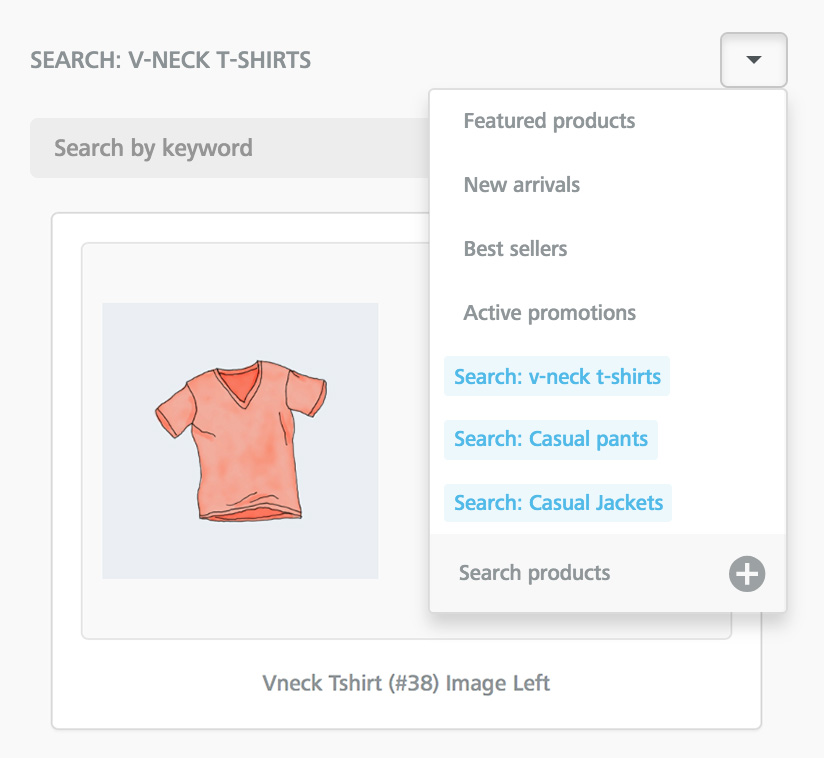 SEARCH: V-NECK T-SHIRTS
Search by keyword
Featured products
New arrivals
Best sellers
Active promotions
Search: v-neck t-shirts
Search: Casual pants
Search: Casual Jackets
Search products
Vneck Tshirt (#38) Image Left